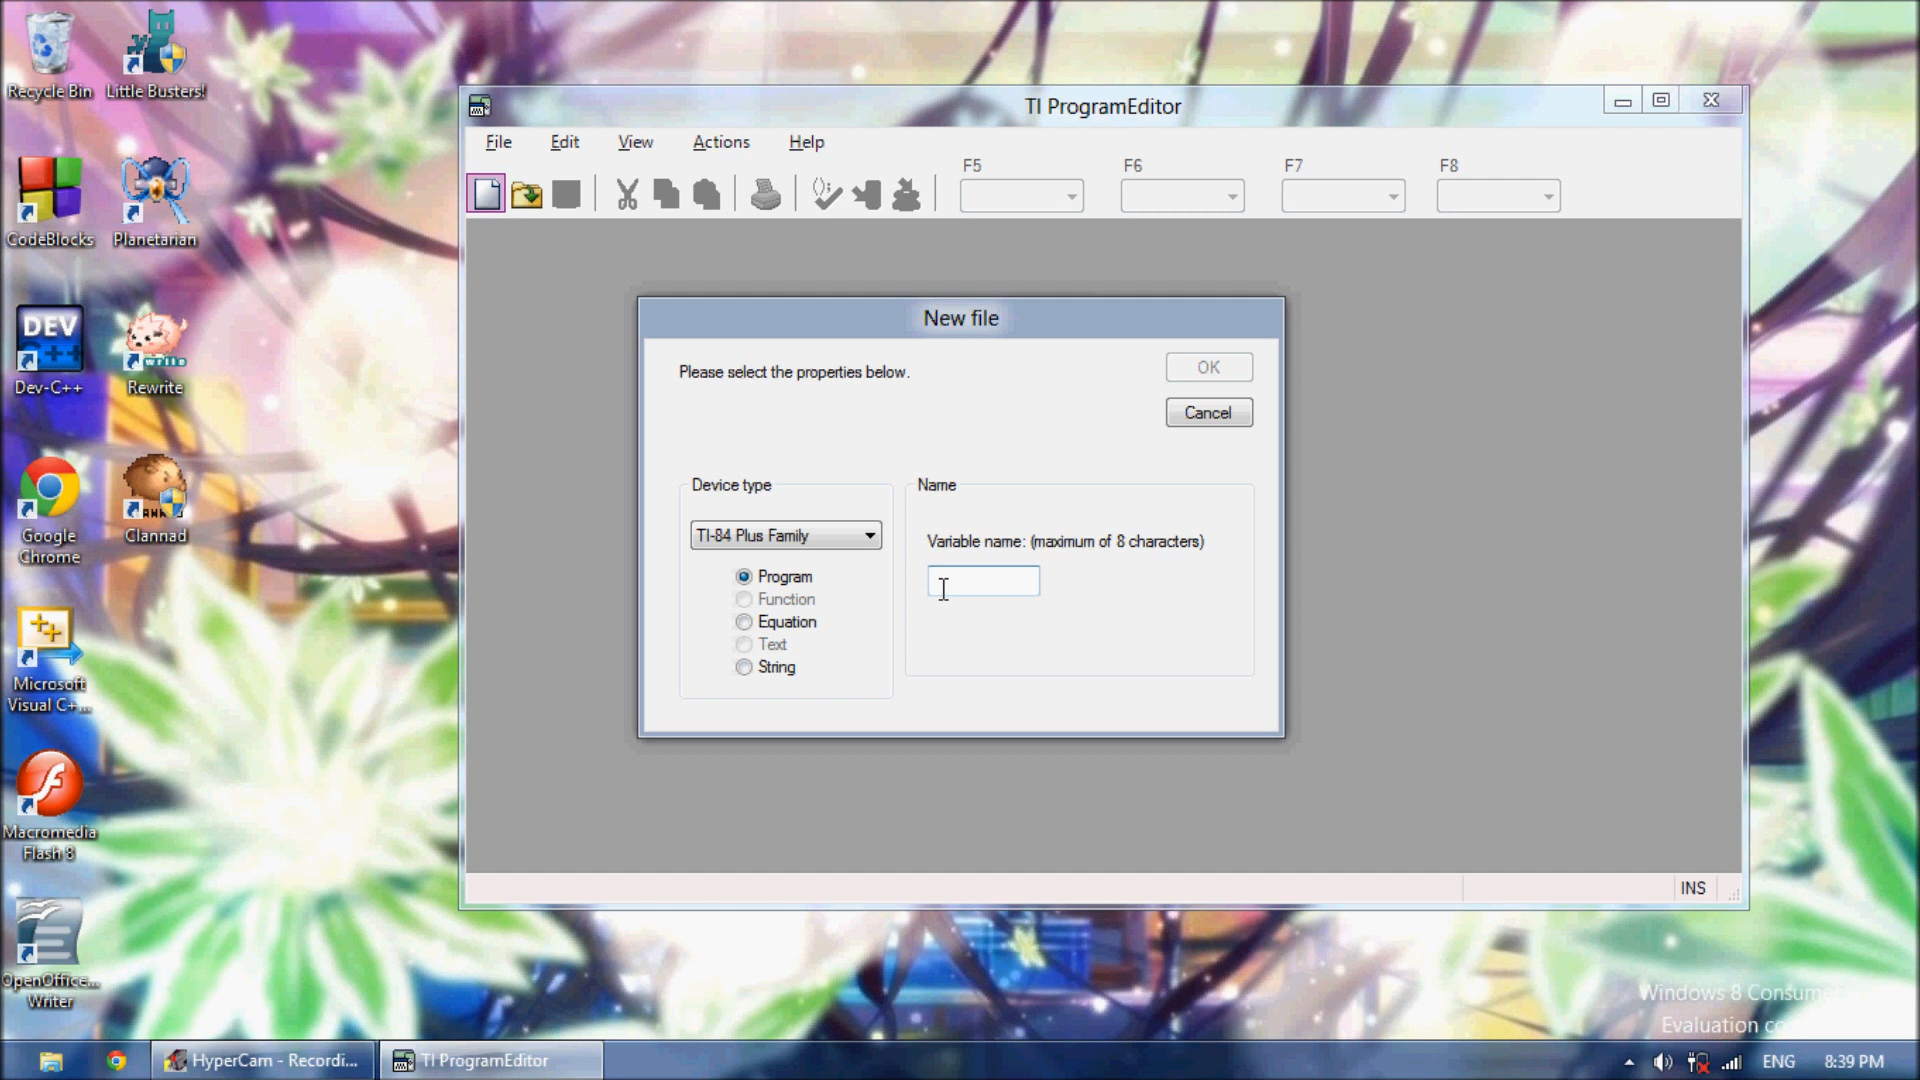 Recycle Bin
Little Busters!
CodeBlocks
Planetarian
DEV
C++
Dev-C++
write
Rewrite
Google
Chrome
Clannad
Microsoft
Visual C+...
Macromedia
Flash 8
OpenOffice...
Writer
TI ProgramEditor
File
Edit
View
Actions
Help
F5
F6
F7
F8
New file
Please select the properties below.
OK
Cancel
Device type
TI-84 Plus Family
Program
Function
Equation
Text
String
Name
Variable name: (maximum of 8 characters)
INS
Windows 8 Consum
Evaluation co
HyperCam - Recordi...
TI ProgramEditor
ENG
8:39 PM